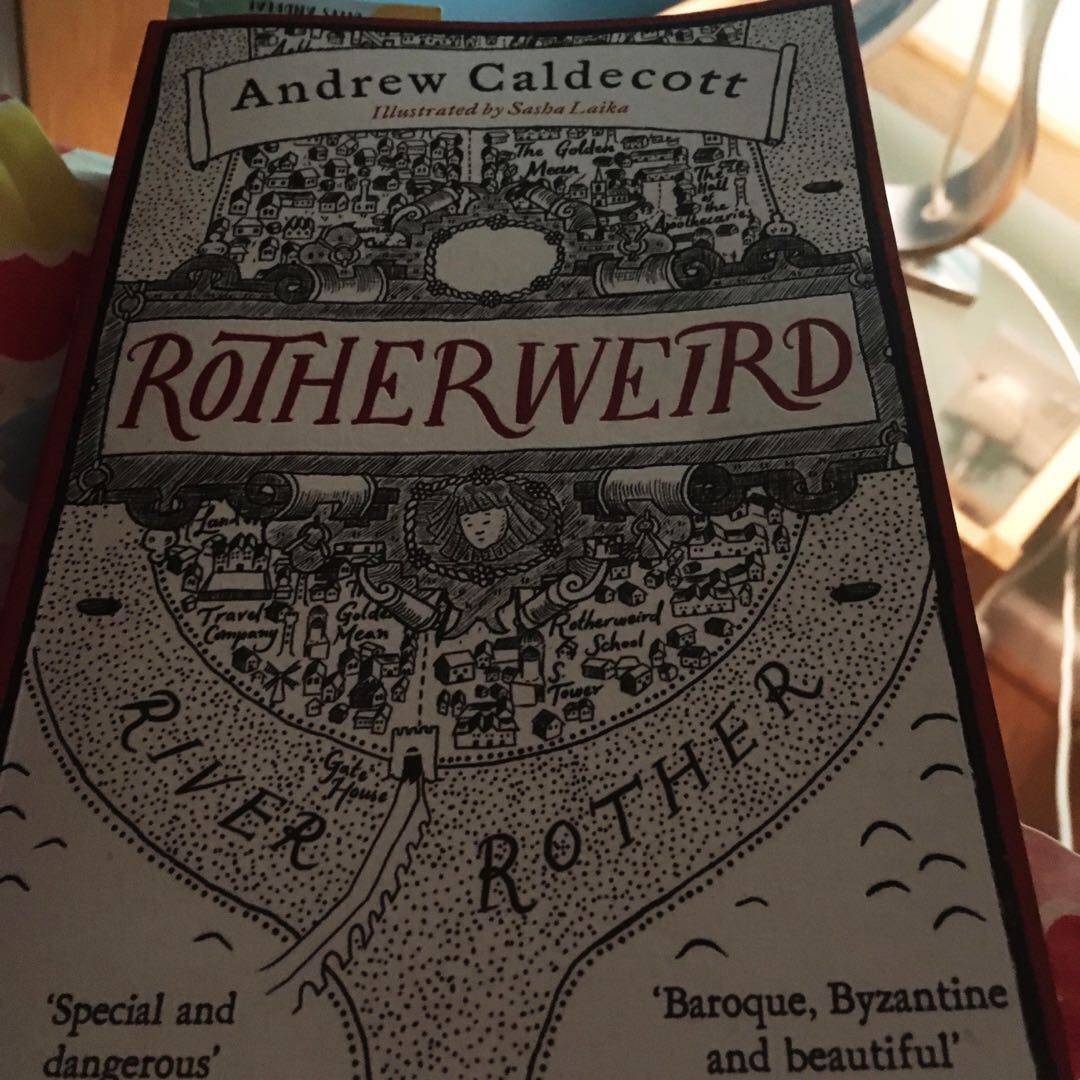 Andrew Caldecott
Illustrated by Sasha Laika
The Golden
Mean
The
Hall
of
the
Apothecaries
ROTHERWEIRD
Travel
Company
Golden
Mean
Rotherweird
School
S
Tower
Gate
House
RIVER
ROTHER
'Special and
dangerous'
'Baroque, Byzantine
and beautiful'